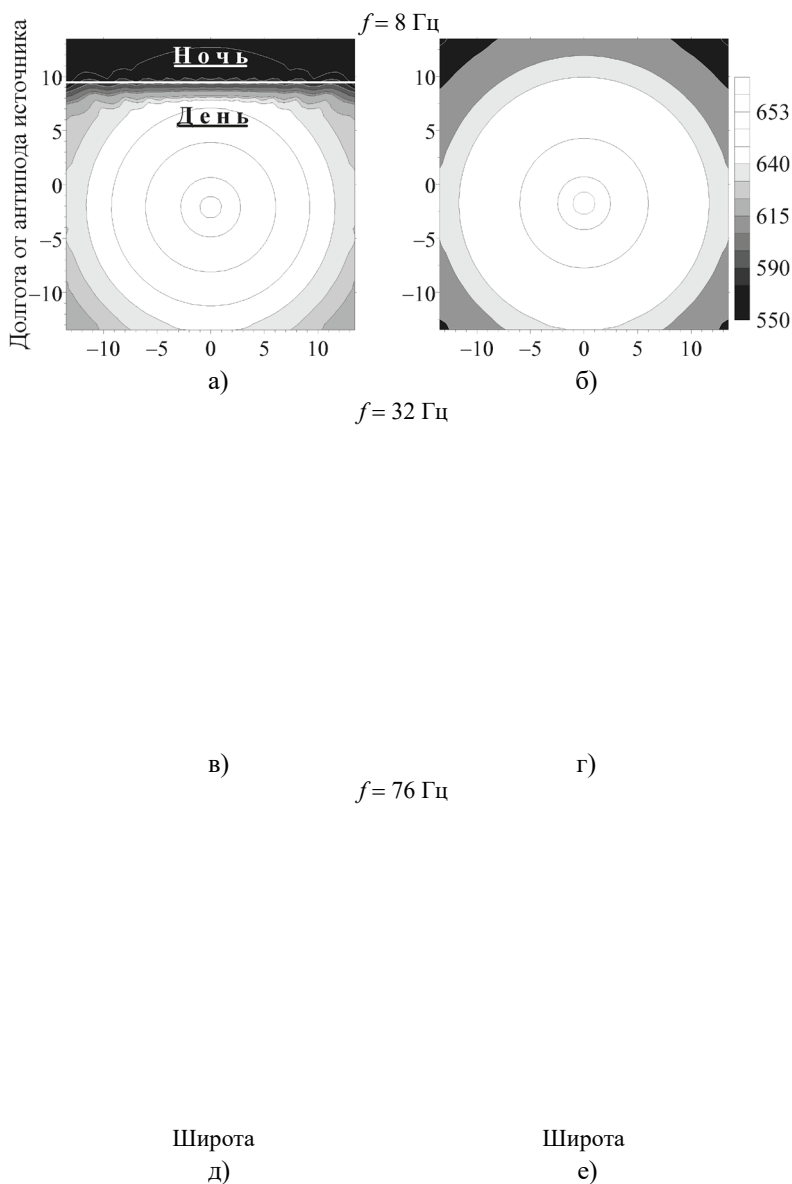 f = 8 Гц
Ночь
День
Долгота от антипода источника
10
5
0
–5
–10
–10 –5 0 5 10
а)
10
5
0
–5
–10
–10 –5 0 5 10
б)
653
640
615
590
550
f = 32 Гц
в) г)
f = 76 Гц
Широта Широта
д) е)